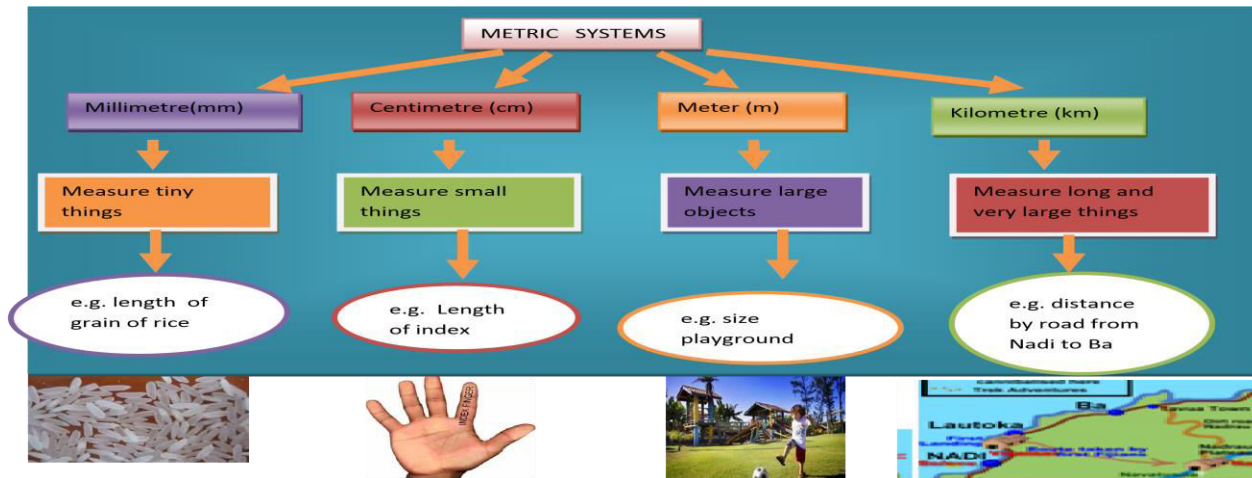 METRIC SYSTEMS
Millimetre(mm)
Centimetre (cm)
Meter (m)
Kilometre (km)
Measure tiny
things
Measure small
things
Measure large
objects
Measure long and
very large things
e.g. length of
grain of rice
e.g. Length
of index
e.g. size
playground
e.g. distance
by road from
Nadi to Ba
INDEX FINGER
Trek Adventures
Ba
Lautoka
NADI